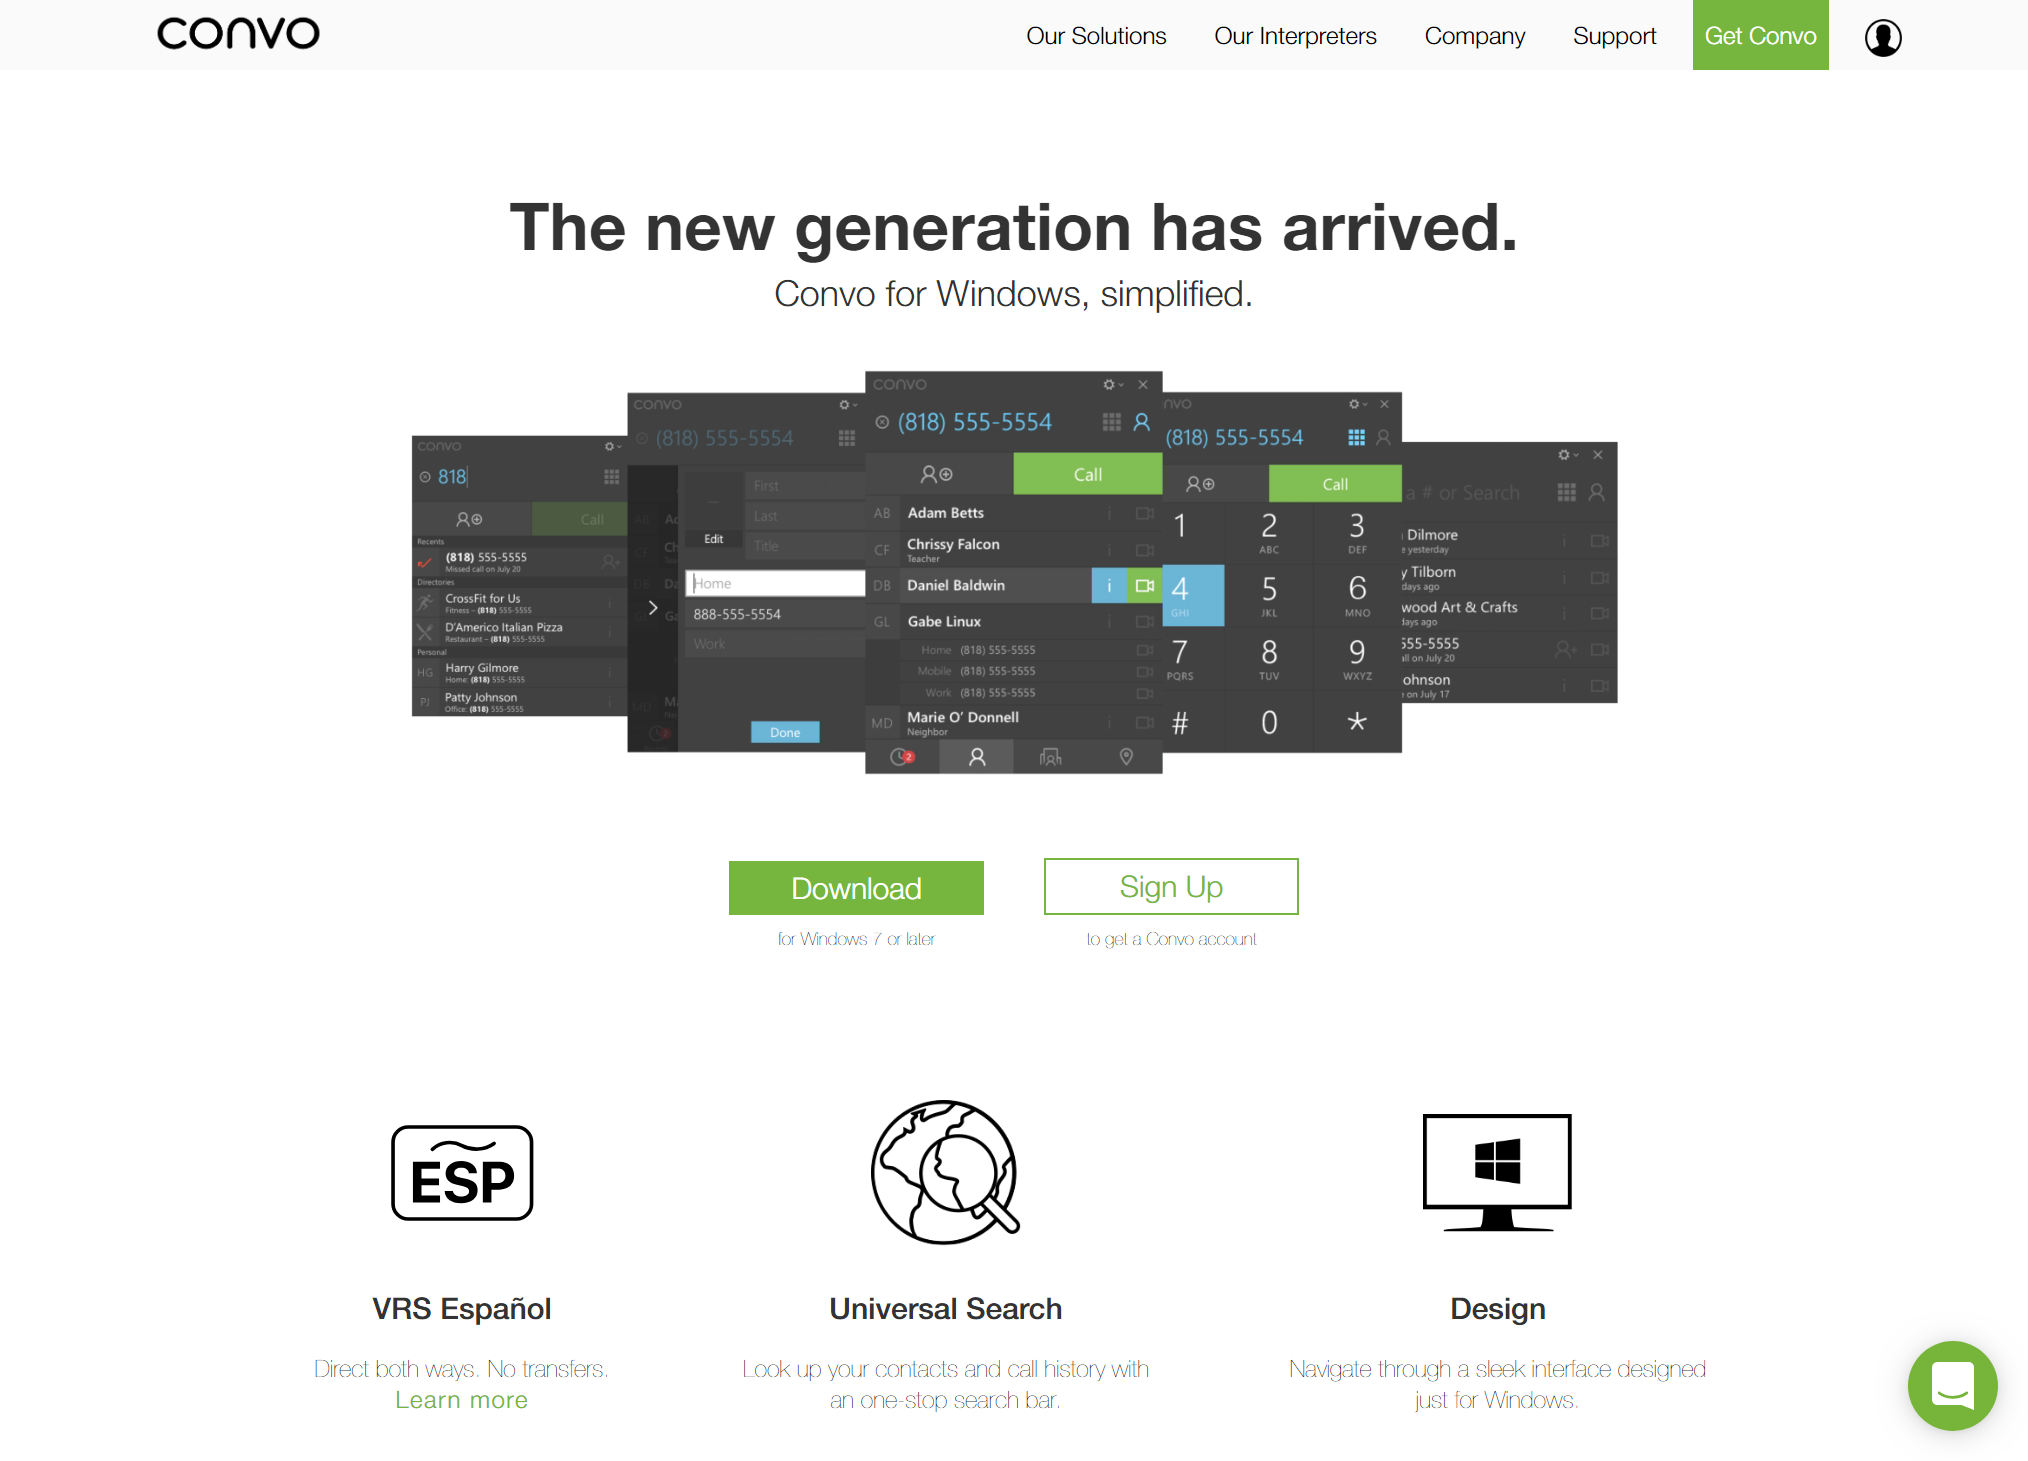 convo
Our Solutions
Our Interpreters
Company
Support
Get Convo
The new generation has arrived.
Convo for Windows, simplified.
convo
818
Call
Recents
(818) 555-5555
Missed call on July 20
Directories
CrossFit for Us
Fitness – (818) 555-5555
D'Americo Italian Pizza
Restaurant – (818) 555-5555
Personal
HG Harry Gilmore
Home: (818) 555-5555
PJ Patty Johnson
Office: (818) 555-5555
convo
(818) 555-5554
First
Last
Edit
Title
Home
888-555-5554
Work
Done
convo
(818) 555-5554
Call
AB Adam Betts
CF Chrissy Falcon
Teacher
DB Daniel Baldwin
i
GL Gabe Linux
Home (818) 555-5555
Mobile (818) 555-5555
Work (818) 555-5555
MD Marie O' Donnell
Neighbor
2
nvo
(818) 555-5554
Call
1 2 3
ABC DEF
4 5 6
GHI JKL MNO
7 8 9
PQRS TUV WXYZ
# 0 *
a # or Search
Dilmore
e yesterday
y Tilborn
days ago
wood Art & Crafts
days ago
555-5555
all on July 20
ohnson
e on July 17
Download
for Windows 7 or later
Sign Up
to get a Convo account
ESP
VRS Español
Direct both ways. No transfers.
Learn more
Universal Search
Look up your contacts and call history with
an one-stop search bar.
Design
Navigate through a sleek interface designed
just for Windows.